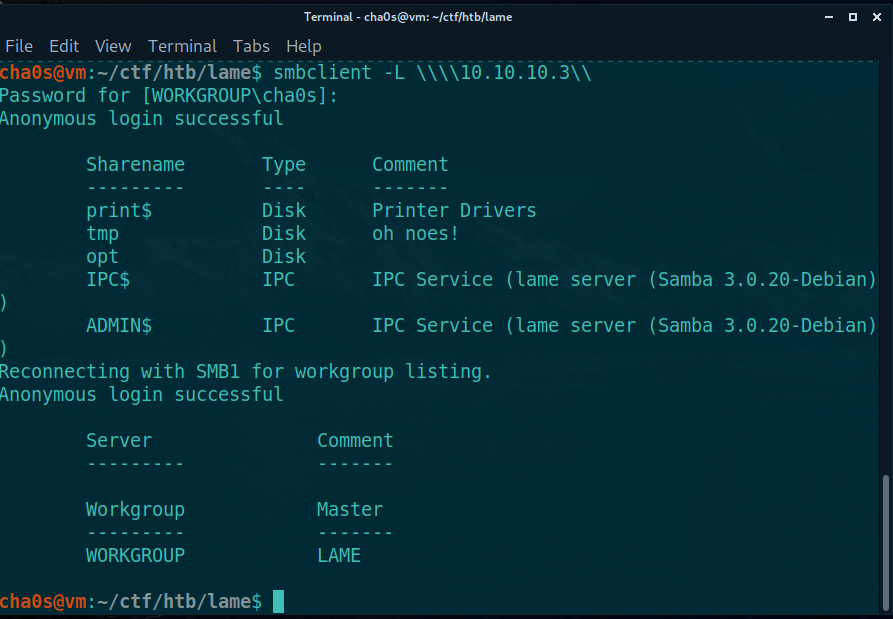 Terminal - cha0s@vm: ~/ctf/htb/lame
File Edit View Terminal Tabs Help
cha0s@vm:~/ctf/htb/lame$ smbclient -L \\\\10.10.10.3\\
Password for [WORKGROUP\cha0s]:
Anonymous login successful
Sharename Type Comment
--------- ---- -------
print$ Disk Printer Drivers
tmp Disk oh noes!
opt Disk
IPC$ IPC IPC Service (lame server (Samba 3.0.20-Debian)
)
ADMIN$ IPC IPC Service (lame server (Samba 3.0.20-Debian)
)
Reconnecting with SMB1 for workgroup listing.
Anonymous login successful
Server Comment
--------- -------
Workgroup Master
--------- -------
WORKGROUP LAME
cha0s@vm:~/ctf/htb/lame$